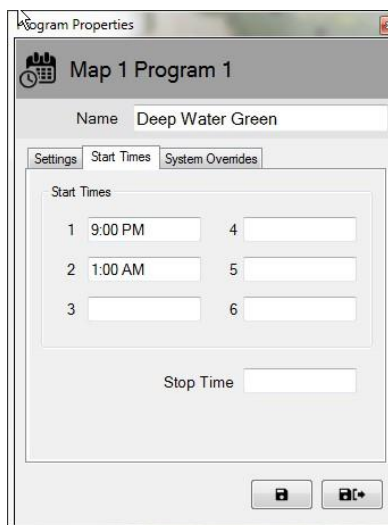 Program Properties
Map 1 Program 1
Name Deep Water Green
Settings Start Times System Overrides
Start Times
1 9:00 PM 4
2 1:00 AM 5
3 6
Stop Time